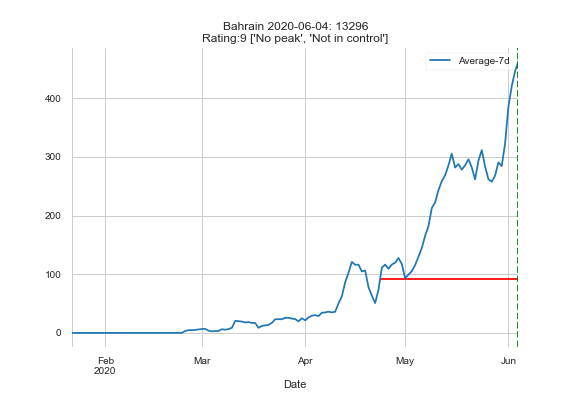 Bahrain 2020-06-04: 13296
Rating:9 ['No peak', 'Not in control']
Average-7d
400
300
200
100
0
Feb
2020
Mar
Apr
May
Jun
Date